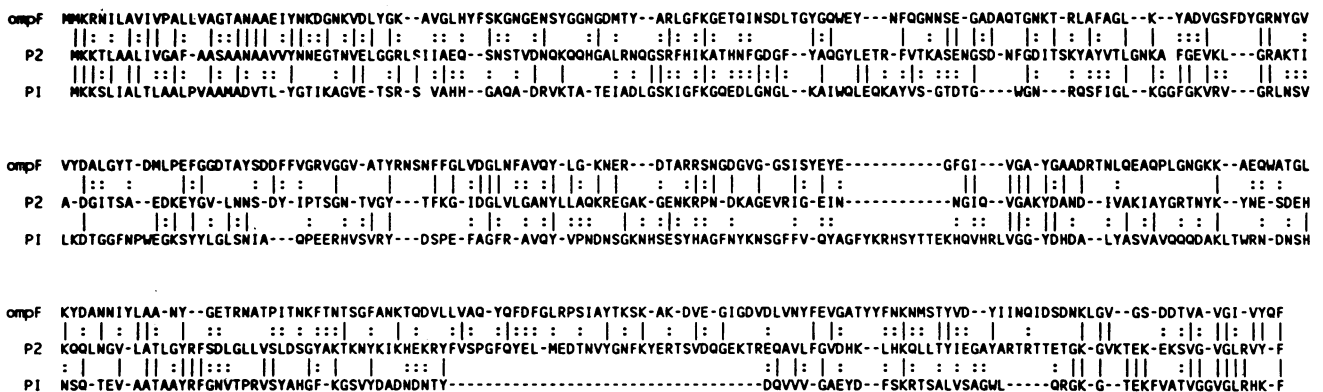 ompF MMKRNILAVIVPALLVAGTANAAEIYNKDGNKVDLYGK--AVGLHYFSKGNGENSYGGNGDMTY--ARLGFKGETQINSDLTGYGQWEY---NFQGNNSE-GADAQTGNKT-RLAFAGL--K--YADVGSFDYGRNYGV
P2 MKKTLAALIVGAF-AASAANAAVVYNNEGTNVELGGRLSIIAEQ--SNSTVDNQKQQHGALRNQGSRFHIKATHNFGDGF--YAQGYLETR-FVTKASENGSD-NFGDITSKYAYVTLGNKA FGEVKL---GRAKTI
PI MKKSLIALTLAALPVAAMADVTL-YGTIKAGVE-TSR-S VAHH--GAQA-DRVKTA-TEIADLGSKIGFKGQEDLGNGL--KAIWQLEQKAYVS-GTDTG----WGN---RQSFIGL--KGGFGKVRV---GRLNSV
ompF VYDALGYT-DMLPEFGGDTAYSDDFFVGRVGGV-ATYRNSNFFGLVDGLNFAVQY-LG-KNER---DTARRSNGDGVG-GSISYEYE-----------GFGI---VGA-YGAADRTNLQEAQPLGNGKK--AEQWATGL
P2 A-DGITSA--EDKEYGV-LNNS-DY-IPTSGN-TVGY--TFKG-IDGLVLGANYLLAQKREGAK-GENKRPN-DKAGEVRIG-EIN-----------NGIQ--VGAKYDAND--IVAKIAYGRTNYK--YNE-SDEH
PI LKDTGGFNPWEGKSYYLGLSNIA---QPEERHVSVRY---DSPE-FAGFR-AVQY-VPNDNSGKNHSESYHAGFNYKNSGFFV-QYAGFYKRHSYTTEKHQVHRLVGG-YDHDA--LYASVAVQQQDAKLTWRN-DNSH
ompF KYDANNIYLAA-NY--GETRNATPITNKFTNTSGFANKTQDVLLVAQ-YQFDFGLRPSIAYTKSK-AK-DVE-GIGDVDLVNYFEVGATYYFNKNMSTYVD--YIINQIDSDNKLGV--GS-DDTVA-VGI-VYQF
P2 KQQLNGV-LATLGYRFSDLGLLVSLDSGYAKTKNYKIKHEKRYFVSPGFQYEL-MEDTNVYGNFKYERTSVDQGEKTREQAVLFGVDHK--LHKQLLTYIEGAYARTRTTETGK-GVKTEK-EKSVG-VGLRVY-F
PI NSQ-TEV-AATAAYRFGNVTPRVSYAHGF-KGSVYDADNDNTY-----------------------------DQVVV-GAEYD-FSKRTSALVSAGWL-----QRGK-G--TEKFVATVGGVGLRHK-F